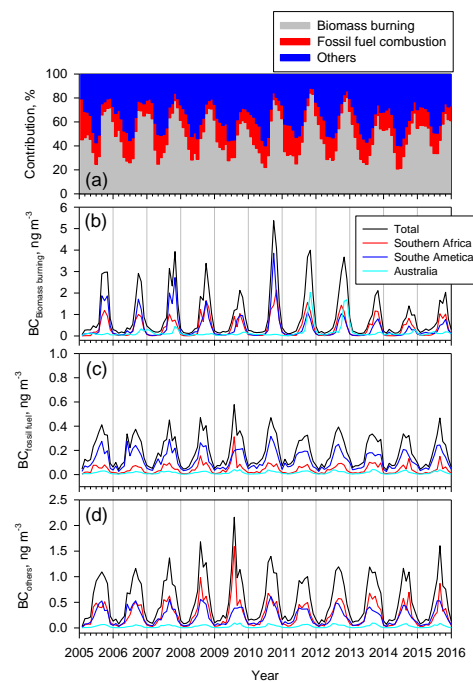 Biomass burning
Fossil fuel combustion
Others
100
80
60
40
20
0
Contribution, %
(a)
6
5
4
3
2
1
0
BCBiomass burning, ng m-3
(b)
Total
Southern Africa
Southe Ametica
Australia
1.0
0.8
0.6
0.4
0.2
0.0
BCfossil fuel, ng m-3
(c)
2.5
2.0
1.5
1.0
0.5
0.0
BCothers, ng m-3
(d)
2005 2006 2007 2008 2009 2010 2011 2012 2013 2014 2015 2016
Year